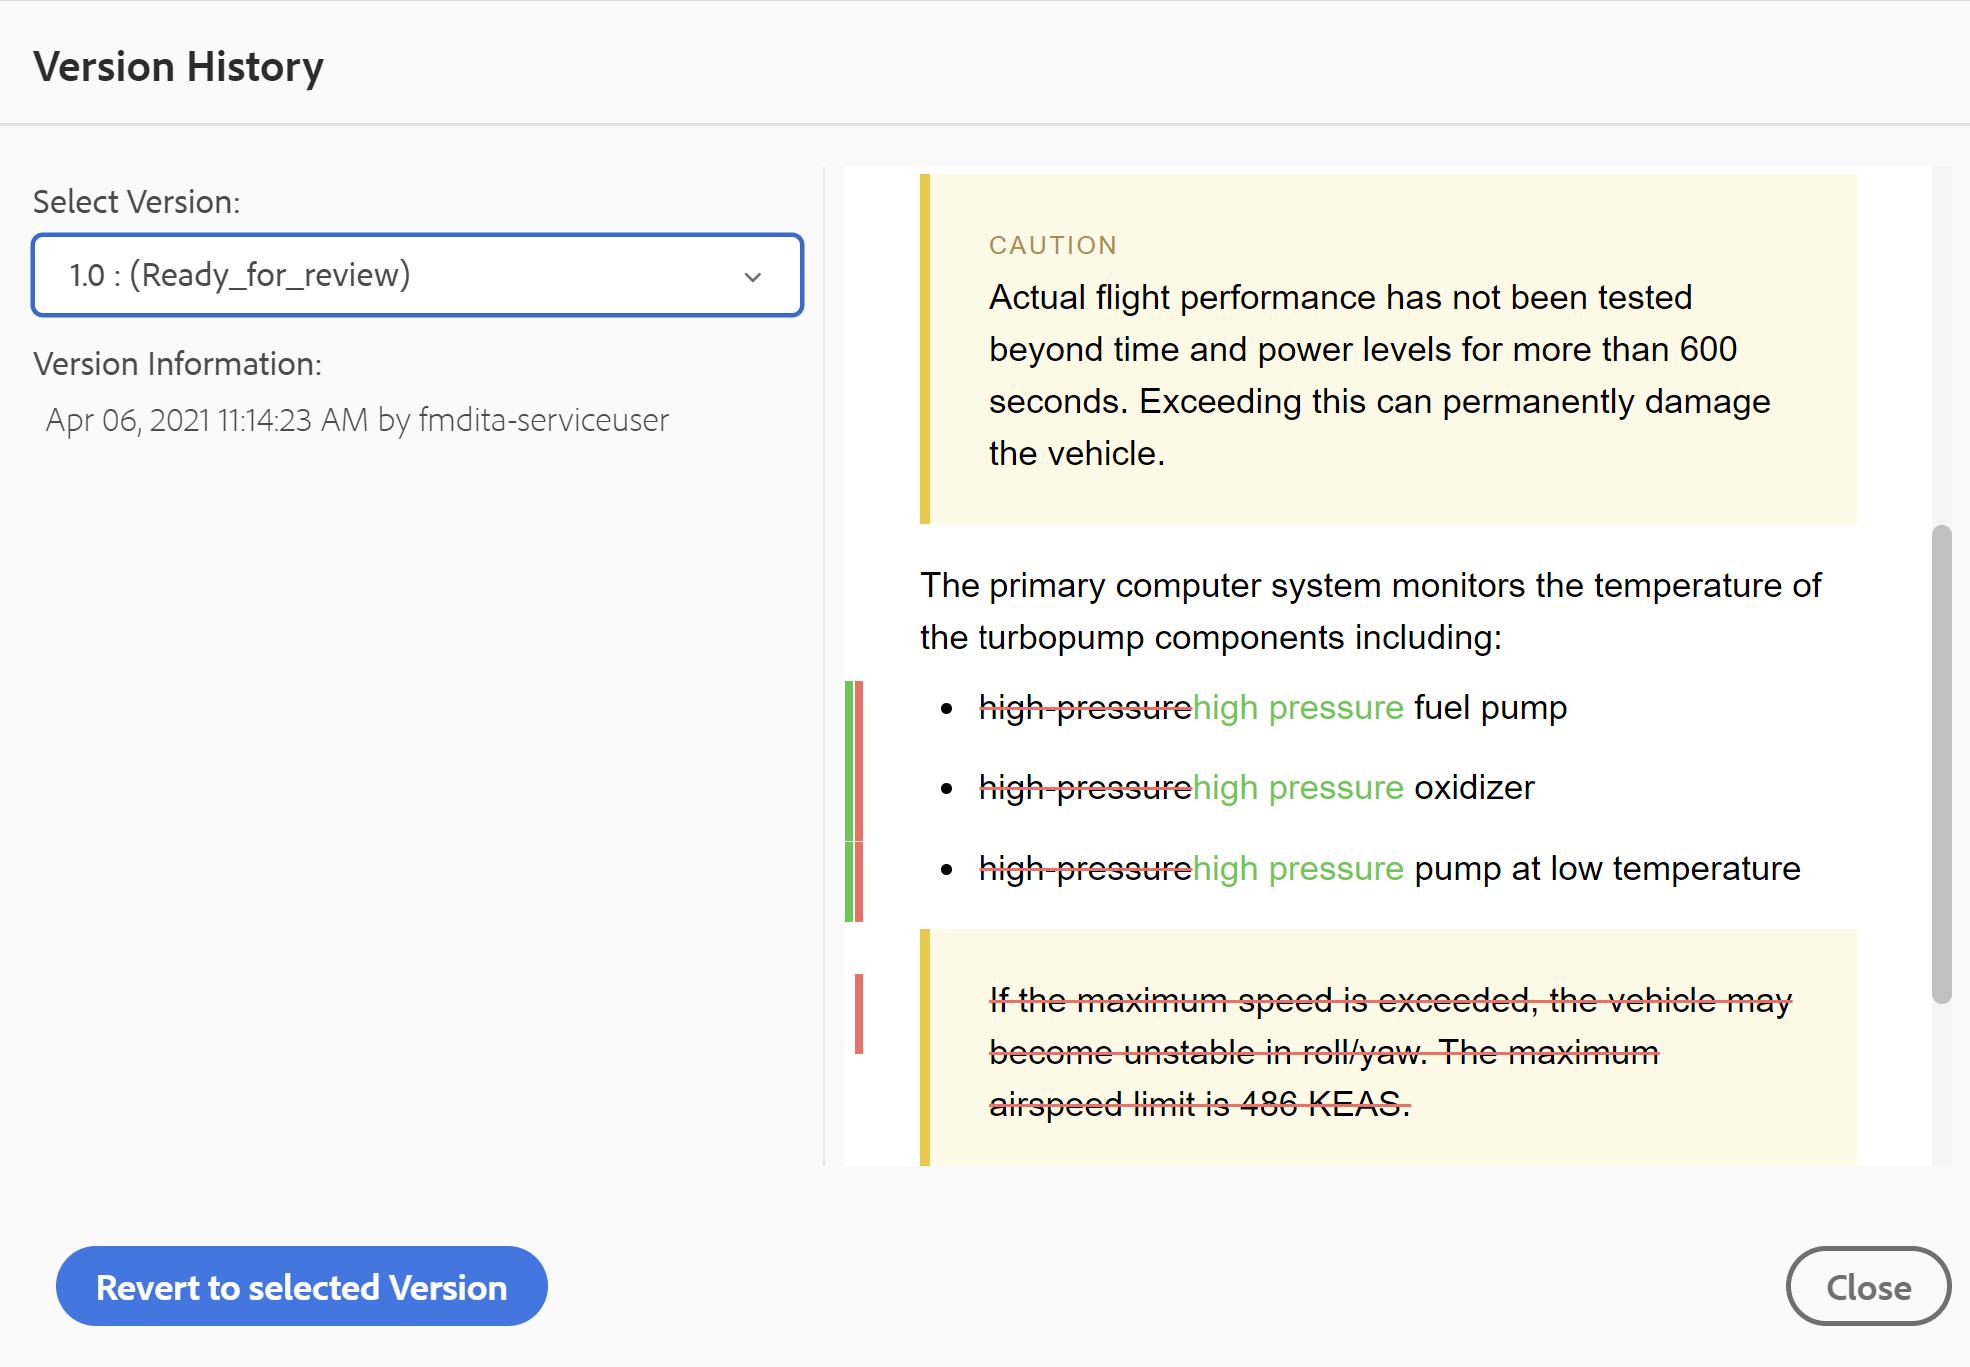 Version History
Select Version:
1.0 : (Ready_for_review)
Version Information:
Apr 06, 2021 11:14:23 AM by fmdita-serviceuser
CAUTION
Actual flight performance has not been tested
beyond time and power levels for more than 600
seconds. Exceeding this can permanently damage
the vehicle.
The primary computer system monitors the temperature of
the turbopump components including:
• high-pressurehigh pressure fuel pump
• high-pressurehigh pressure oxidizer
• high-pressurehigh pressure pump at low temperature
If the maximum speed is exceeded, the vehicle may
become unstable in roll/yaw. The maximum
airspeed limit is 486 KEAS.
Revert to selected Version
Close